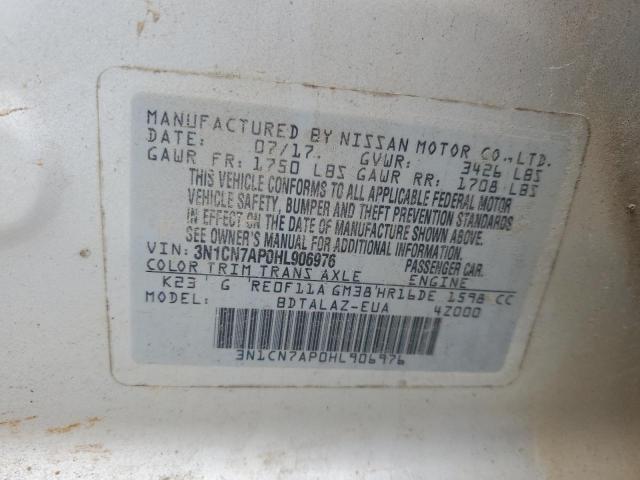 MANUFACTURED BY NISSAN MOTOR CO.,LTD.
DATE: 07/17. GVWR: 3426 LBS
GAWR FR: 1750 LBS GAWR RR: 1708 LBS
THIS VEHICLE CONFORMS TO ALL APPLICABLE FEDERAL MOTOR
VEHICLE SAFETY, BUMPER AND THEFT PREVENTION STANDARDS
IN EFFECT ON THE DATE OF MANUFACTURE SHOWN ABOVE.
SEE OWNER'S MANUAL FOR ADDITIONAL INFORMATION
VIN: 3N1CN7AP0HL906976 PASSENGER CAR.
COLOR TRIM TRANS AXLE ENGINE
K23 G RE0F11A GM38 HR16DE 1598 CC
MODEL: BDTALAZ-EUA 4Z000
3N1CN7AP0HL906976